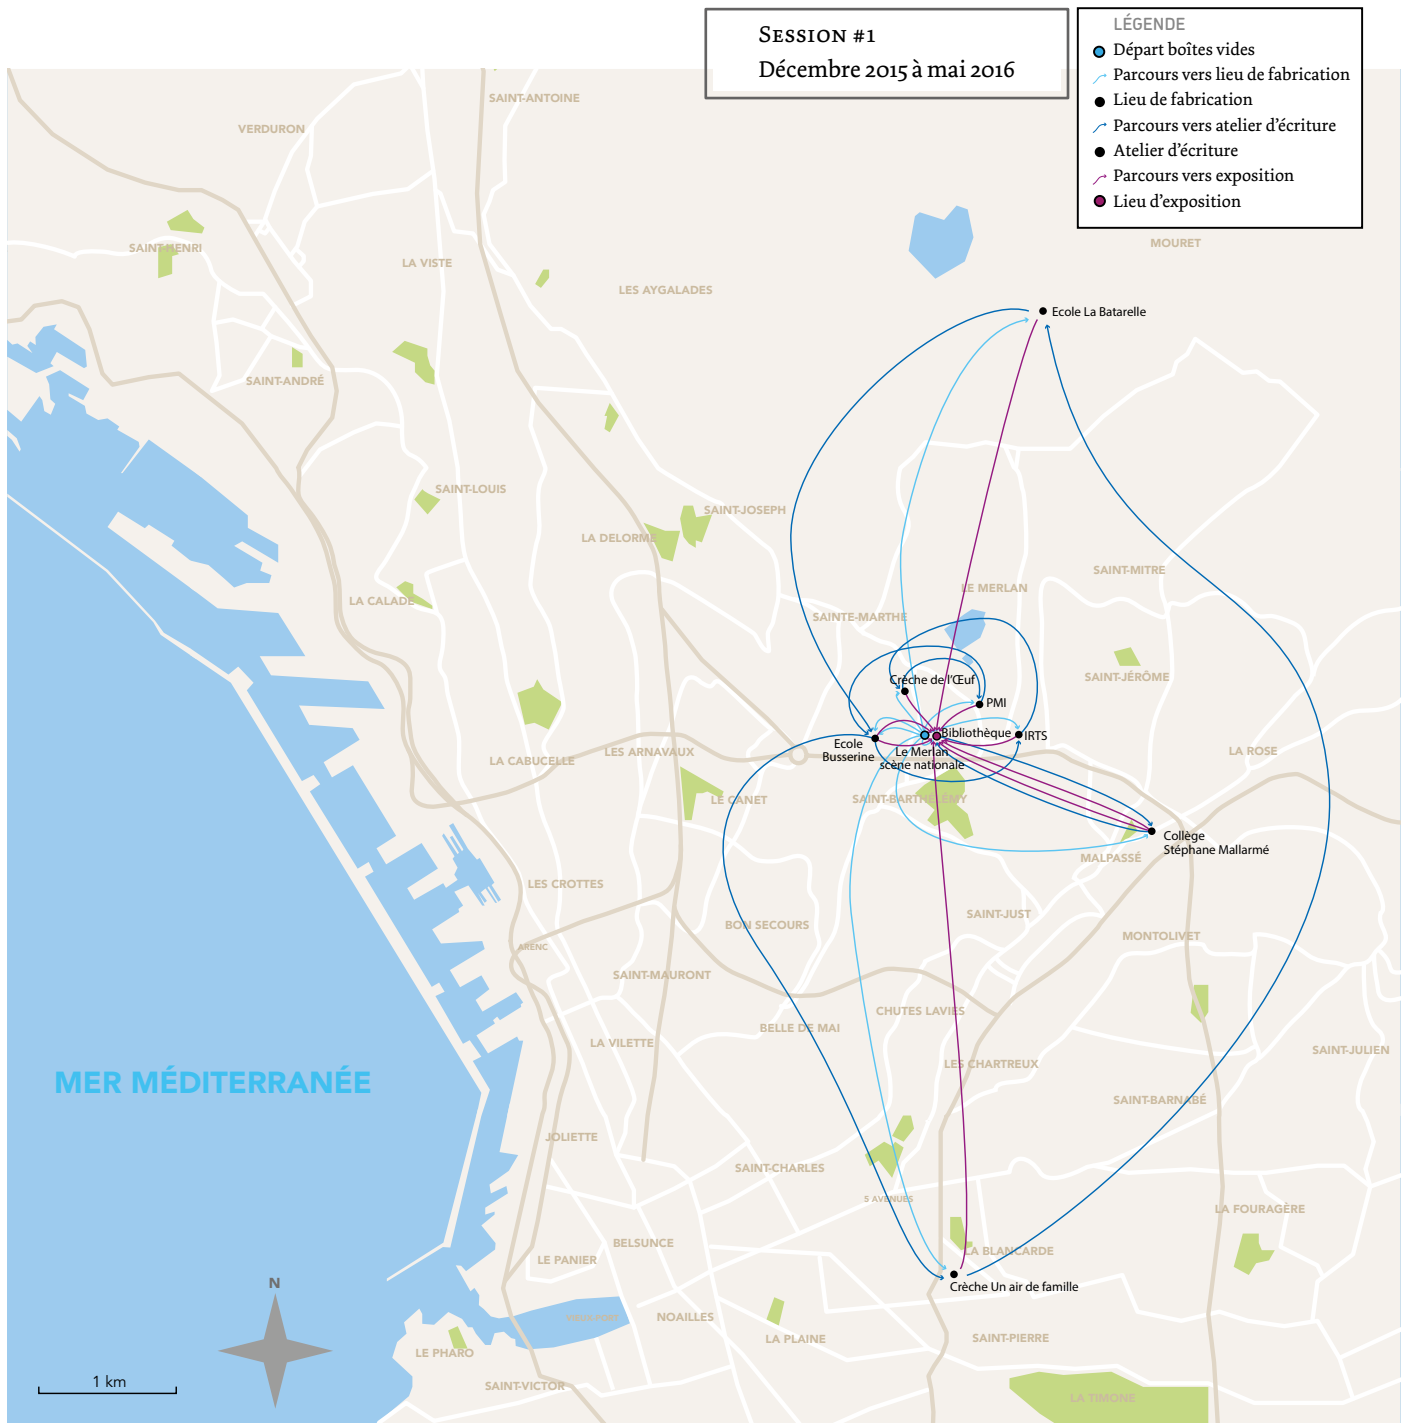 SESSION #1
Décembre 2015 à mai 2016
LÉGENDE
Départ boîtes vides
Parcours vers lieu de fabrication
Lieu de fabrication
Parcours vers atelier d'écriture
Atelier d'écriture
Parcours vers exposition
Lieu d'exposition
SAINT-ANTOINE
VERDURON
SAINT-HENRI
LA VISTE
MOURET
LES AYGALADES
Ecole La Batarelle
SAINT-ANDRÉ
SAINT-LOUIS
SAINT-JOSEPH
LA DELORME
SAINT-MITRE
LE MERLAN
LA CALADE
SAINTE-MARTHE
SAINT-JÉRÔME
Crèche de l'Œuf
PMI
Bibliothèque
IRTS
Ecole
Busserine
Le Merlan
scène nationale
LES ARNAVAUX
LA ROSE
LA CABUCELLE
LE CANET
SAINT-BARTHÉLEMY
Collège
Stéphane Mallarmé
MALPASSÉ
LES CROTTES
SAINT-JUST
BON SECOURS
MONTOLIVET
ARENC
SAINT-MAURONT
CHUTES LAVIES
BELLE DE MAI
LA VILETTE
SAINT-JULIEN
LES CHARTREUX
MER MÉDITERRANÉE
SAINT-BARNABÉ
JOLIETTE
SAINT-CHARLES
5 AVENUES
LA FOURAGÈRE
BELSUNCE
LA BLANCARDE
LE PANIER
Crèche Un air de famille
N
NOAILLES
LA PLAINE
SAINT-PIERRE
LE PHARO
1 km
SAINT-VICTOR
LA TIMONE